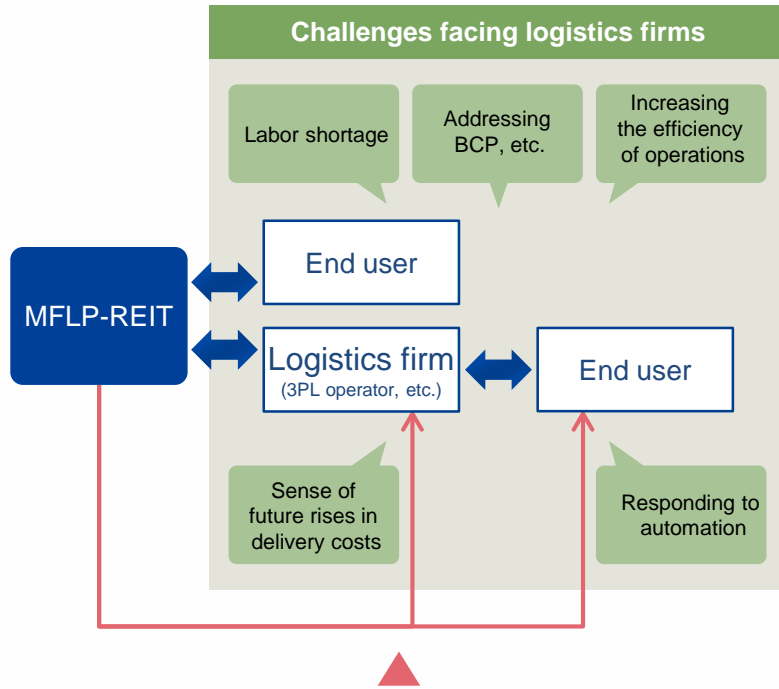 Challenges facing logistics firms
Labor shortage
Addressing
BCP, etc.
Increasing
the efficiency
of operations
MFLP-REIT
End user
Logistics firm
(3PL operator, etc.)
End user
Sense of
future rises in
delivery costs
Responding to
automation